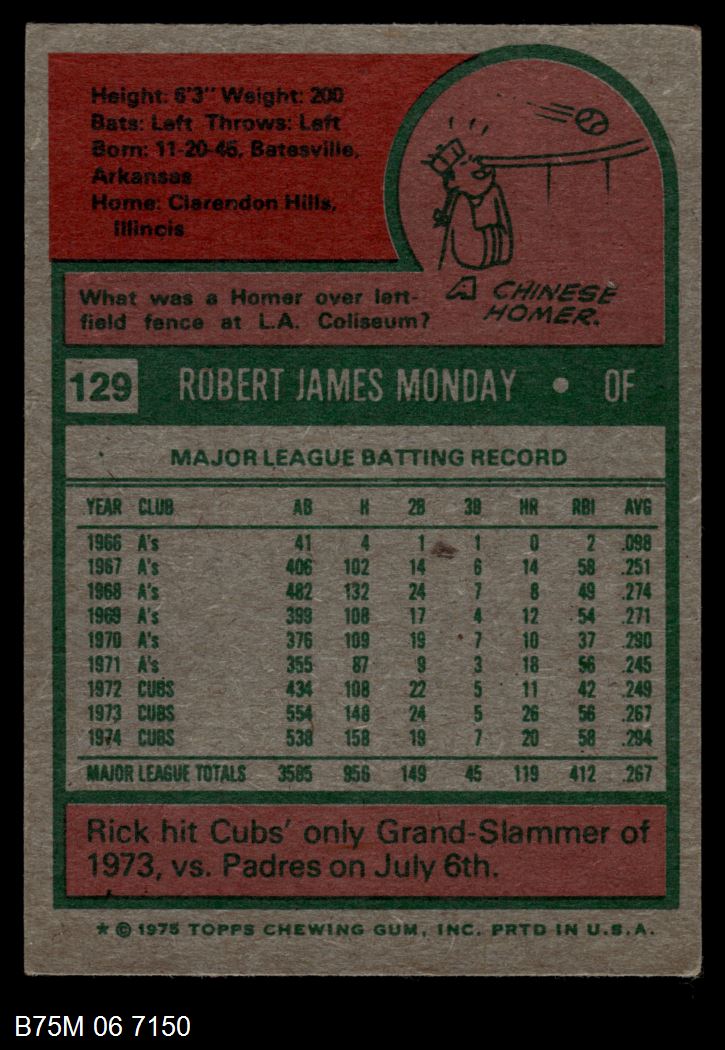 Height: 6'3" Weight: 200
Bats: Left Throws: Left
Born: 11-20-45, Batesville,
Arkansas
Home: Clarendon Hills,
Illinois
What was a Homer over left-
field fence at L.A. Coliseum?
A CHINESE
HOMER.
129 ROBERT JAMES MONDAY • OF
MAJOR LEAGUE BATTING RECORD
YEAR CLUB AB H 2B 3B HR RBI AVG
1966 A's 41 4 1 1 0 2 .098
1967 A's 406 102 14 6 14 58 .251
1968 A's 482 132 24 7 8 49 .274
1969 A's 399 108 17 4 12 54 .271
1970 A's 376 109 19 7 10 37 .290
1971 A's 355 87 9 3 18 56 .245
1972 CUBS 434 108 22 5 11 42 .249
1973 CUBS 554 148 24 5 26 56 .267
1974 CUBS 538 158 19 7 20 58 .294
MAJOR LEAGUE TOTALS 3585 956 149 45 119 412 .267
Rick hit Cubs' only Grand-Slammer of
1973, vs. Padres on July 6th.
* © 1975 TOPPS CHEWING GUM, INC. PRTD IN U.S.A.
B75M 06 7150